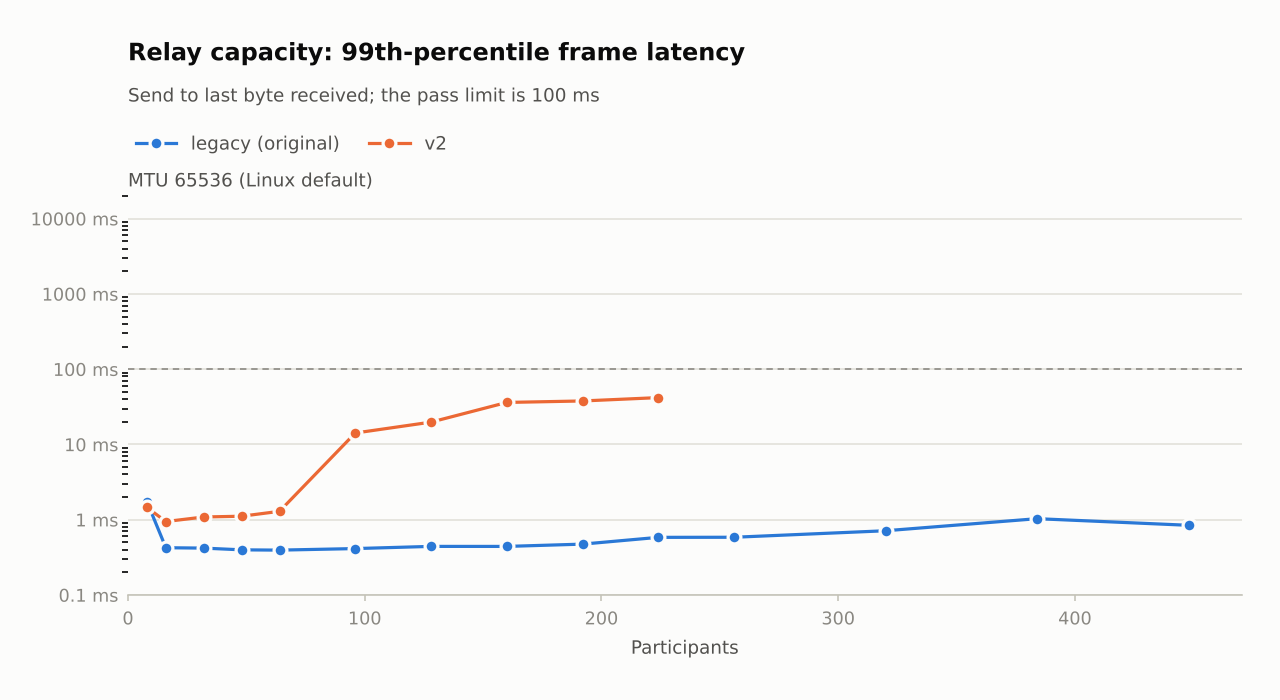 Relay capacity: 99th-percentile frame latency
Send to last byte received; the pass limit is 100 ms
legacy (original) v2
MTU 65536 (Linux default)
10000 ms
1000 ms
100 ms
10 ms
1 ms
0.1 ms
0 100 200 300 400
Participants